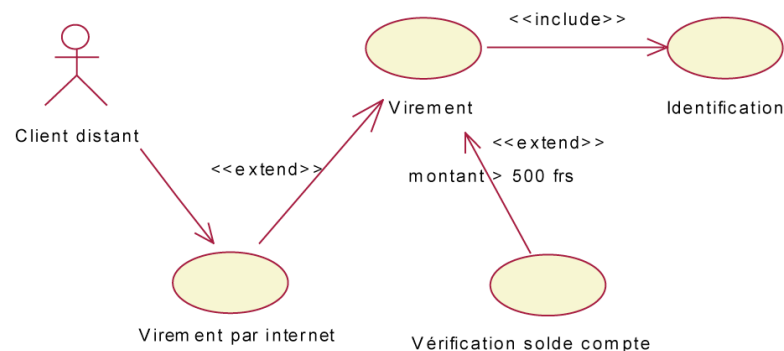 <<include>>
Virement
Identification
Client distant
<<extend>>
<<extend>>
montant > 500 frs
Virement par internet
Vérification solde compte